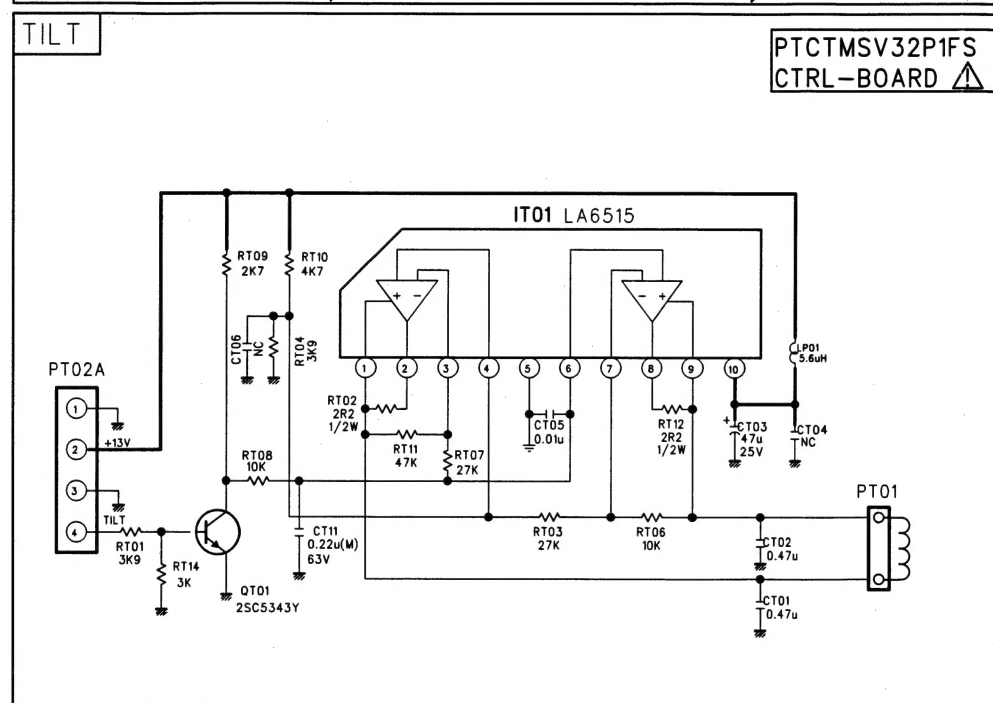 TILT
PTCTMSV32P1FS
CTRL-BOARD
IT01 LA6515
RT09
2K7
RT10
4K7
+ -
- +
CT06
NC
RT04
3K9
LP01
5.6uH
1
2
3
4
5
6
7
8
9
10
PT02A
1
2
+13V
3
4
TILT
RT02
2R2
1/2W
RT11
47K
RT07
27K
CT05
0.01u
RT12
2R2
1/2W
+
CT03
47u
25V
CT04
NC
RT08
10K
CT11
0.22u(M)
63V
RT03
27K
RT06
10K
PT01
RT01
3K9
RT14
3K
QT01
2SC5343Y
CT02
0.47u
CT01
0.47u